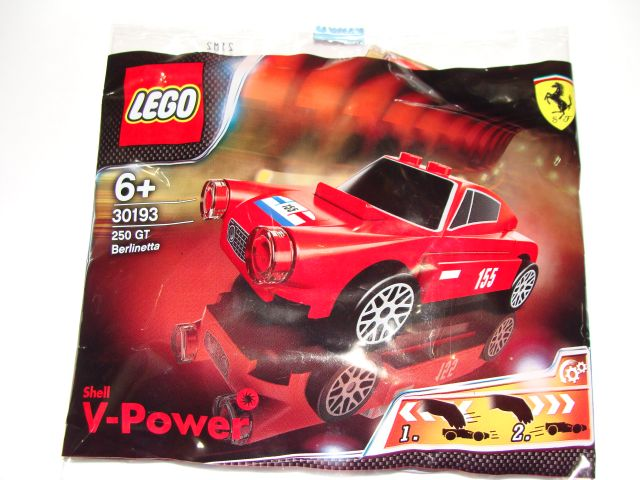 LEGO
6+
30193
250 GT
Berlinetta
S F
155
155
Shell
V-Power
1.
2.